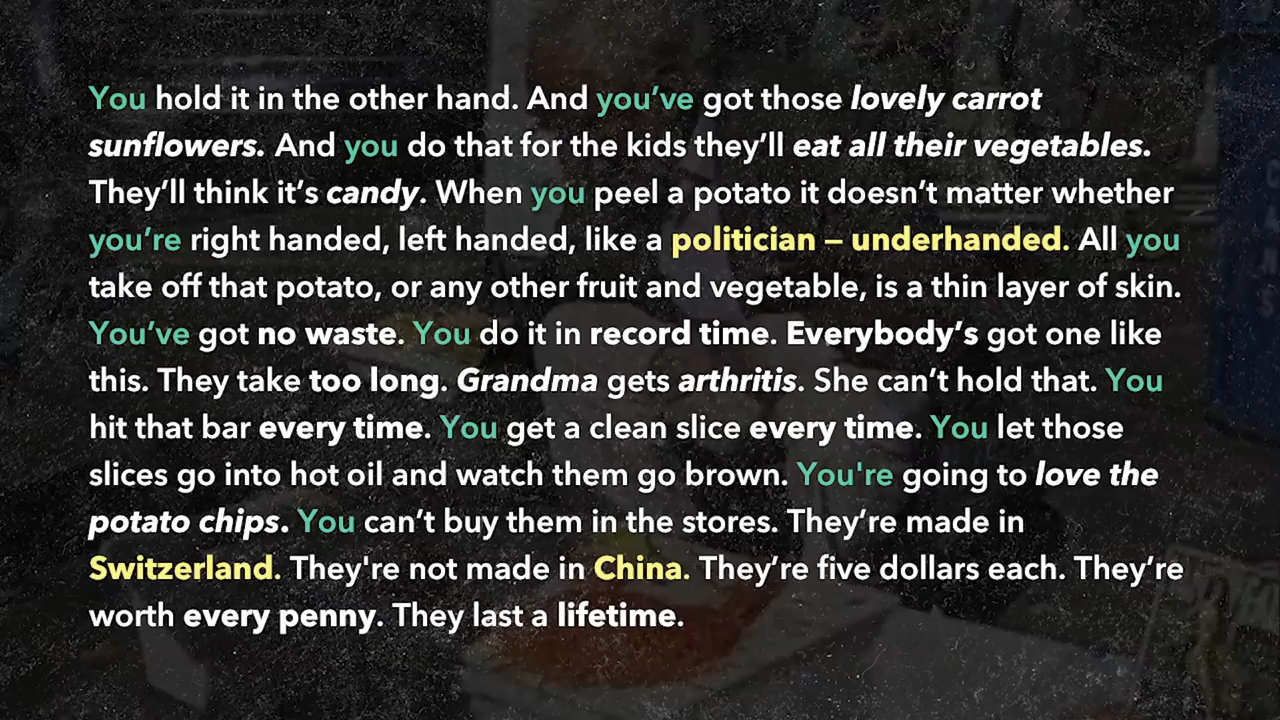 You hold it in the other hand. And you’ve got those lovely carrot
sunflowers. And you do that for the kids they’ll eat all their vegetables.
They’ll think it’s candy. When you peel a potato it doesn’t matter whether
you’re right handed, left handed, like a politician – underhanded. All you
take off that potato, or any other fruit and vegetable, is a thin layer of skin.
You’ve got no waste. You do it in record time. Everybody’s got one like
this. They take too long. Grandma gets arthritis. She can’t hold that. You
hit that bar every time. You get a clean slice every time. You let those
slices go into hot oil and watch them go brown. You're going to love the
potato chips. You can’t buy them in the stores. They’re made in
Switzerland. They're not made in China. They’re five dollars each. They’re
worth every penny. They last a lifetime.